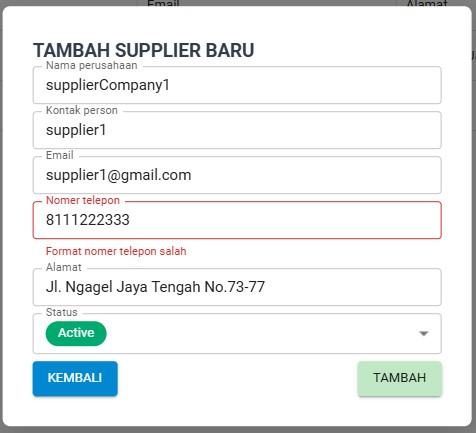 Email Alamat
TAMBAH SUPPLIER BARU
Nama perusahaan
supplierCompany1
Kontak person
supplier1
Email
supplier1@gmail.com
Nomer telepon
8111222333
Format nomer telepon salah
Alamat
Jl. Ngagel Jaya Tengah No.73-77
Status
Active
KEMBALI TAMBAH